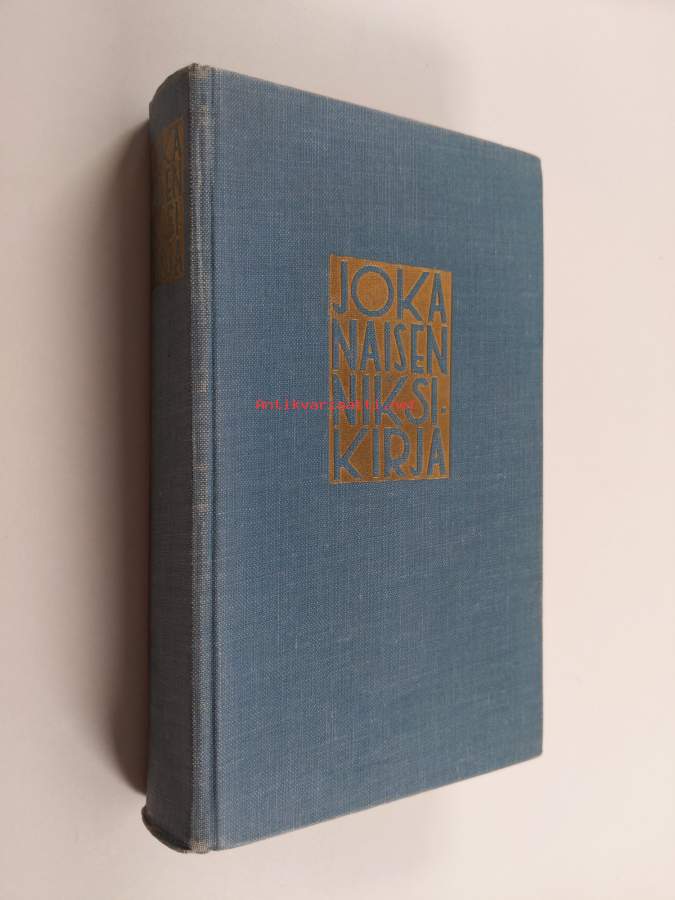 JOKA
NAISEN
NIKSI-
KIRJA
Antikvariaatti.net